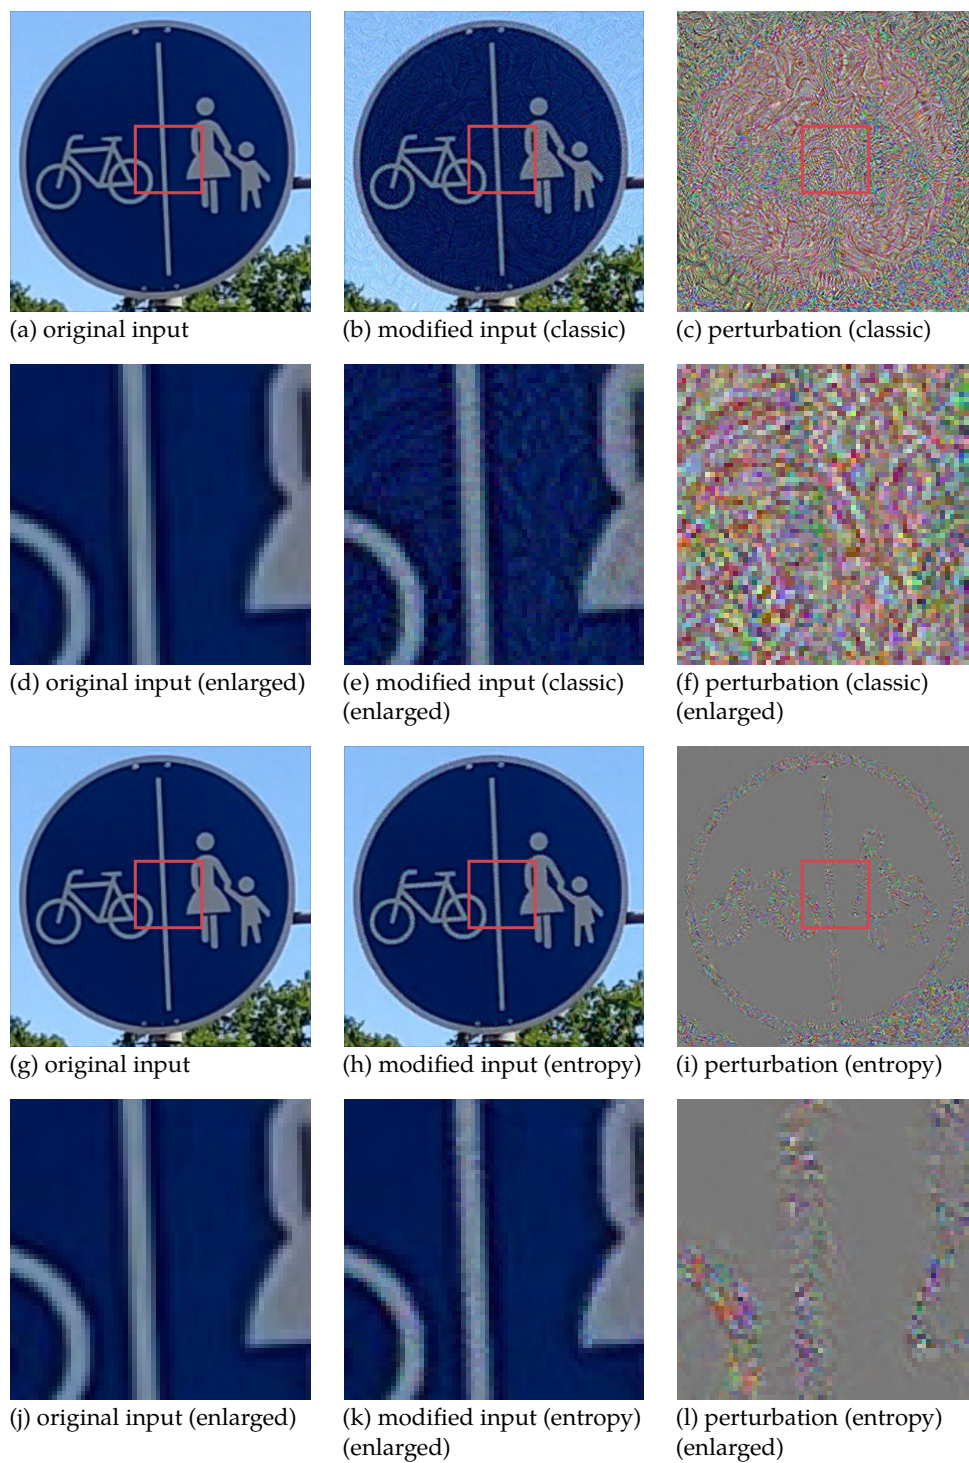 (a) original input
(b) modified input (classic)
(c) perturbation (classic)
(d) original input (enlarged)
(e) modified input (classic)
(enlarged)
(f) perturbation (classic)
(enlarged)
(g) original input
(h) modified input (entropy)
(i) perturbation (entropy)
(j) original input (enlarged)
(k) modified input (entropy)
(enlarged)
(l) perturbation (entropy)
(enlarged)